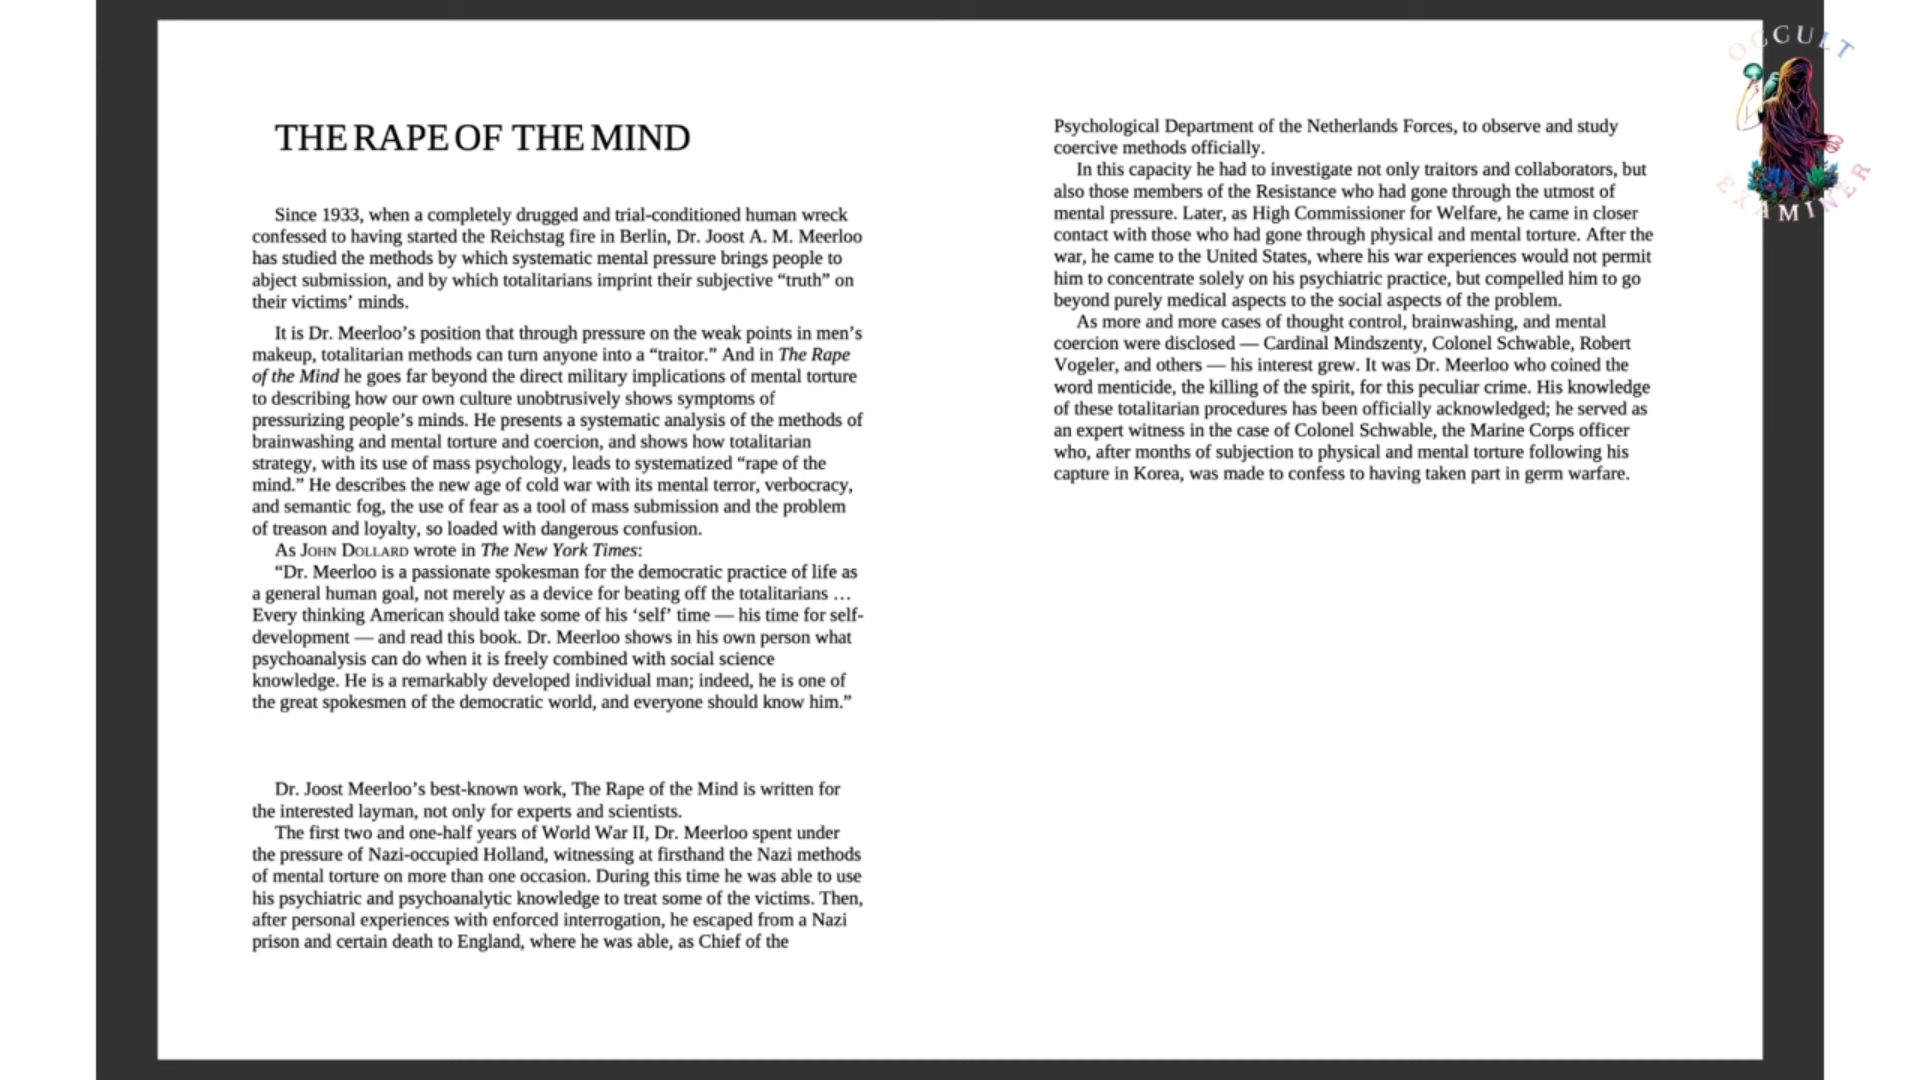 THE RAPE OF THE MIND
Since 1933, when a completely drugged and trial-conditioned human wreck
confessed to having started the Reichstag fire in Berlin, Dr. Joost A. M. Meerloo
has studied the methods by which systematic mental pressure brings people to
abject submission, and by which totalitarians imprint their subjective “truth” on
their victims’ minds.
It is Dr. Meerloo’s position that through pressure on the weak points in men’s
makeup, totalitarian methods can turn anyone into a “traitor.” And in The Rape
of the Mind he goes far beyond the direct military implications of mental torture
to describing how our own culture unobtrusively shows symptoms of
pressurizing people’s minds. He presents a systematic analysis of the methods of
brainwashing and mental torture and coercion, and shows how totalitarian
strategy, with its use of mass psychology, leads to systematized “rape of the
mind.” He describes the new age of cold war with its mental terror, verbocracy,
and semantic fog, the use of fear as a tool of mass submission and the problem
of treason and loyalty, so loaded with dangerous confusion.
As JOHN DOLLARD wrote in The New York Times:
“Dr. Meerloo is a passionate spokesman for the democratic practice of life as
a general human goal, not merely as a device for beating off the totalitarians …
Every thinking American should take some of his ‘self’ time — his time for self-
development — and read this book. Dr. Meerloo shows in his own person what
psychoanalysis can do when it is freely combined with social science
knowledge. He is a remarkably developed individual man; indeed, he is one of
the great spokesmen of the democratic world, and everyone should know him.”
Dr. Joost Meerloo’s best-known work, The Rape of the Mind is written for
the interested layman, not only for experts and scientists.
The first two and one-half years of World War II, Dr. Meerloo spent under
the pressure of Nazi-occupied Holland, witnessing at firsthand the Nazi methods
of mental torture on more than one occasion. During this time he was able to use
his psychiatric and psychoanalytic knowledge to treat some of the victims. Then,
after personal experiences with enforced interrogation, he escaped from a Nazi
prison and certain death to England, where he was able, as Chief of the
Psychological Department of the Netherlands Forces, to observe and study
coercive methods officially.
In this capacity he had to investigate not only traitors and collaborators, but
also those members of the Resistance who had gone through the utmost of
mental pressure. Later, as High Commissioner for Welfare, he came in closer
contact with those who had gone through physical and mental torture. After the
war, he came to the United States, where his war experiences would not permit
him to concentrate solely on his psychiatric practice, but compelled him to go
beyond purely medical aspects to the social aspects of the problem.
As more and more cases of thought control, brainwashing, and mental
coercion were disclosed — Cardinal Mindszenty, Colonel Schwable, Robert
Vogeler, and others — his interest grew. It was Dr. Meerloo who coined the
word menticide, the killing of the spirit, for this peculiar crime. His knowledge
of these totalitarian procedures has been officially acknowledged; he served as
an expert witness in the case of Colonel Schwable, the Marine Corps officer
who, after months of subjection to physical and mental torture following his
capture in Korea, was made to confess to having taken part in germ warfare.
OCCULT
EXAMINER